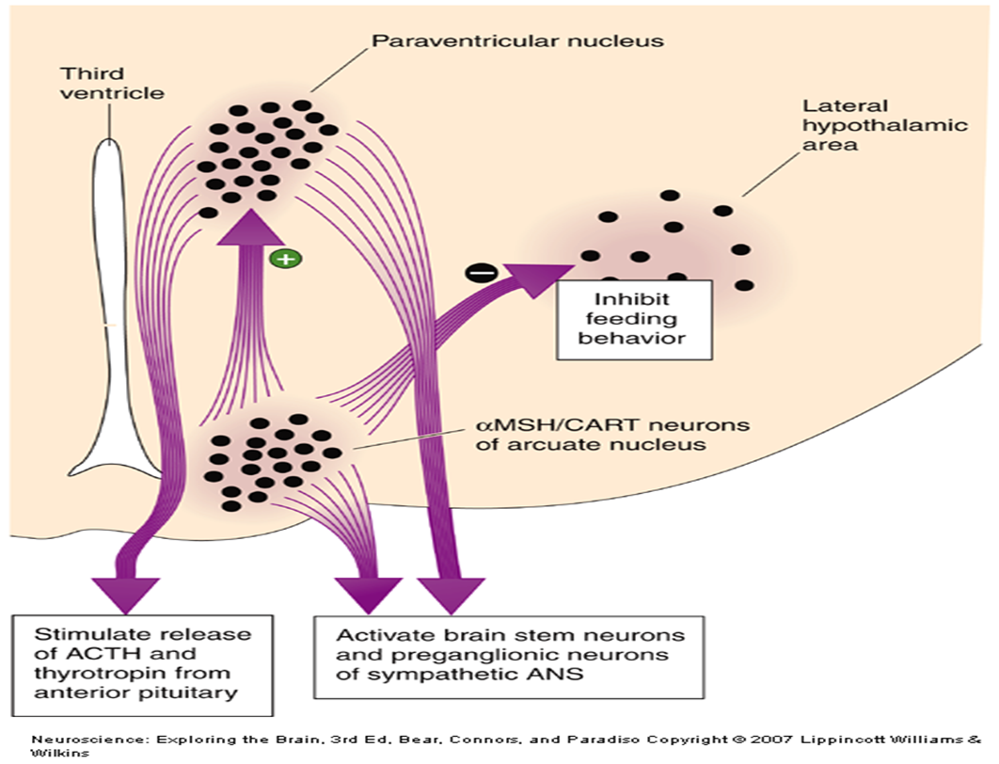 Paraventricular nucleus
Third
ventricle
Lateral
hypothalamic
area
+
−
Inhibit
feeding
behavior
αMSH/CART neurons
of arcuate nucleus
Stimulate release
of ACTH and
thyrotropin from
anterior pituitary
Activate brain stem neurons
and preganglionic neurons
of sympathetic ANS
Neuroscience: Exploring the Brain, 3rd Ed, Bear, Connors, and Paradiso Copyright © 2007 Lippincott Williams &
Wilkins